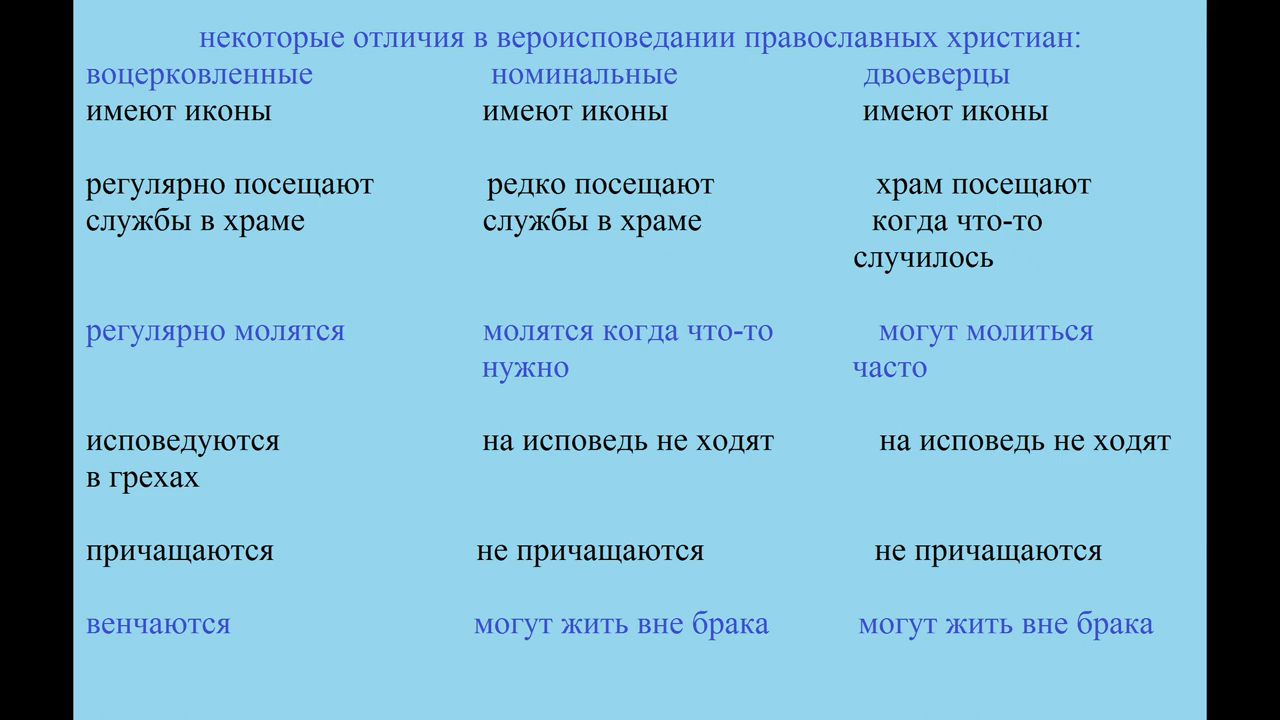 некоторые отличия в вероисповедании православных христиан:
воцерковленные номинальные двоеверцы
имеют иконы имеют иконы имеют иконы
регулярно посещают редко посещают храм посещают
службы в храме службы в храме когда что-то
случилось
регулярно молятся молятся когда что-то могут молиться
нужно часто
исповедуются на исповедь не ходят на исповедь не ходят
в грехах
причащаются не причащаются не причащаются
венчаются могут жить вне брака могут жить вне брака